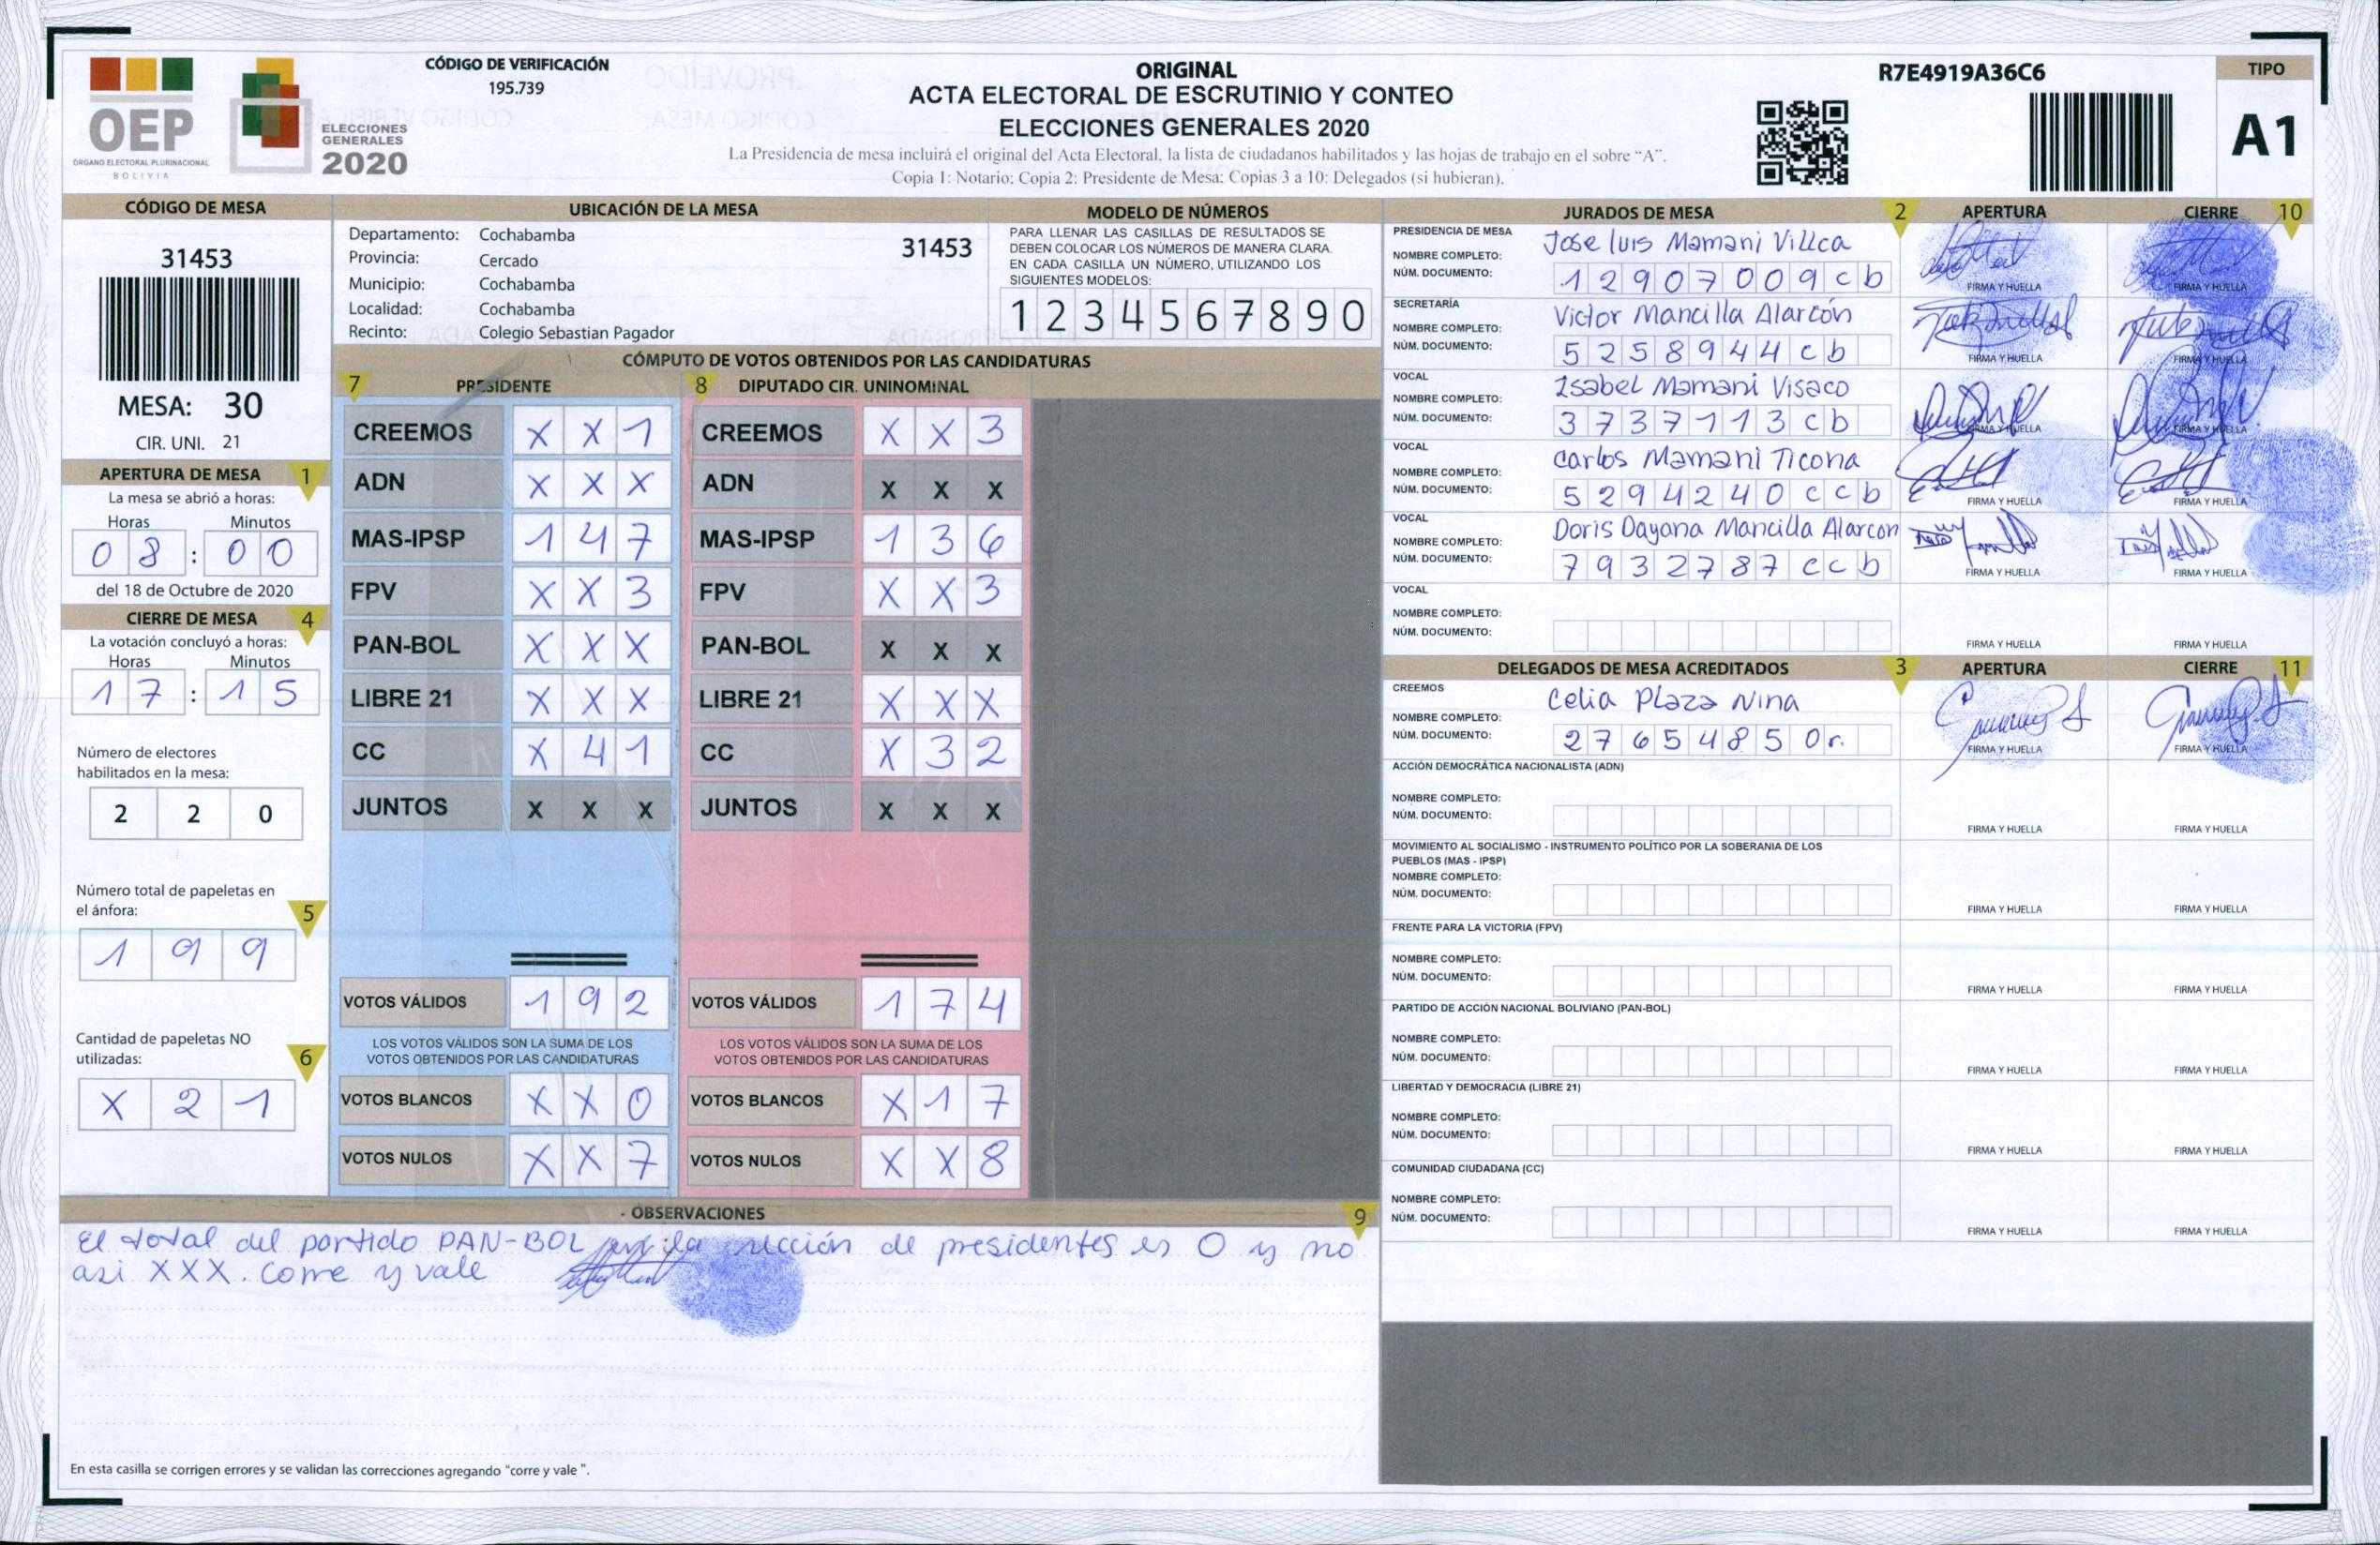 OEP
ÓRGANO ELECTORAL PLURINACIONAL
BOLIVIA
ELECCIONES
GENERALES
2020
CÓDIGO DE VERIFICACIÓN
195.739
ORIGINAL
ACTA ELECTORAL DE ESCRUTINIO Y CONTEO
ELECCIONES GENERALES 2020
La Presidencia de mesa incluirá el original del Acta Electoral, la lista de ciudadanos habilitados y las hojas de trabajo en el sobre "A".
Copia 1: Notario; Copia 2: Presidente de Mesa; Copias 3 a 10: Delegados (si hubieran).
R7E4919A36C6
TIPO
A1
CÓDIGO DE MESA
31453
MESA: 30
CIR. UNI. 21
APERTURA DE MESA 1
La mesa se abrió a horas:
Horas Minutos
08 : 00
del 18 de Octubre de 2020
CIERRE DE MESA 4
La votación concluyó a horas:
Horas Minutos
17 : 15
Número de electores
habilitados en la mesa:
2 2 0
Número total de papeletas en
el ánfora: 5
1 9 9
Cantidad de papeletas NO
utilizadas: 6
X 2 1
UBICACIÓN DE LA MESA
Departamento: Cochabamba 31453
Provincia: Cercado
Municipio: Cochabamba
Localidad: Cochabamba
Recinto: Colegio Sebastian Pagador
MODELO DE NÚMEROS
PARA LLENAR LAS CASILLAS DE RESULTADOS SE
DEBEN COLOCAR LOS NÚMEROS DE MANERA CLARA.
EN CADA CASILLA UN NÚMERO, UTILIZANDO LOS
SIGUIENTES MODELOS:
1 2 3 4 5 6 7 8 9 0
CÓMPUTO DE VOTOS OBTENIDOS POR LAS CANDIDATURAS
7 PRESIDENTE 8 DIPUTADO CIR. UNINOMINAL
CREEMOS X X 1 CREEMOS X X 3
ADN X X X ADN X X X
MAS-IPSP 1 4 7 MAS-IPSP 1 3 6
FPV X X 3 FPV X X 3
PAN-BOL X X X PAN-BOL X X X
LIBRE 21 X X X LIBRE 21 X X X
CC X 4 1 CC X 3 2
JUNTOS X X X JUNTOS X X X
VOTOS VÁLIDOS 1 9 2 VOTOS VÁLIDOS 1 7 4
LOS VOTOS VÁLIDOS SON LA SUMA DE LOS LOS VOTOS VÁLIDOS SON LA SUMA DE LOS
VOTOS OBTENIDOS POR LAS CANDIDATURAS VOTOS OBTENIDOS POR LAS CANDIDATURAS
VOTOS BLANCOS X X 0 VOTOS BLANCOS X 1 7
VOTOS NULOS X X 7 VOTOS NULOS X X 8
OBSERVACIONES 9
El total del partido PAN-BOL de presidentes es 0 y no
asi XXX. Corre y vale
En esta casilla se corrigen errores y se validan las correcciones agregando "corre y vale ".
JURADOS DE MESA 2 APERTURA CIERRE 10
PRESIDENCIA DE MESA
NOMBRE COMPLETO: Jose luis Mamani Villca
NÚM. DOCUMENTO: 12907009cb
FIRMA Y HUELLA FIRMA Y HUELLA
SECRETARÍA
NOMBRE COMPLETO: Victor Mancilla Alarcón
NÚM. DOCUMENTO: 5258944cb
FIRMA Y HUELLA FIRMA Y HUELLA
VOCAL
NOMBRE COMPLETO: Isabel Mamani Visaco
NÚM. DOCUMENTO: 3737113cb
FIRMA Y HUELLA FIRMA Y HUELLA
VOCAL
NOMBRE COMPLETO: Carlos Mamani Ticona
NÚM. DOCUMENTO: 5294240ccb
FIRMA Y HUELLA FIRMA Y HUELLA
VOCAL
NOMBRE COMPLETO: Doris Dayana Mancilla Alarcon
NÚM. DOCUMENTO: 7932787ccb
FIRMA Y HUELLA FIRMA Y HUELLA
VOCAL
NOMBRE COMPLETO:
NÚM. DOCUMENTO:
FIRMA Y HUELLA FIRMA Y HUELLA
DELEGADOS DE MESA ACREDITADOS 3 APERTURA CIERRE 11
CREEMOS
NOMBRE COMPLETO: Celia Plaza Nina
NÚM. DOCUMENTO: 27654850r.
FIRMA Y HUELLA FIRMA Y HUELLA
ACCIÓN DEMOCRÁTICA NACIONALISTA (ADN)
NOMBRE COMPLETO:
NÚM. DOCUMENTO:
FIRMA Y HUELLA FIRMA Y HUELLA
MOVIMIENTO AL SOCIALISMO - INSTRUMENTO POLÍTICO POR LA SOBERANIA DE LOS
PUEBLOS (MAS - IPSP)
NOMBRE COMPLETO:
NÚM. DOCUMENTO:
FIRMA Y HUELLA FIRMA Y HUELLA
FRENTE PARA LA VICTORIA (FPV)
NOMBRE COMPLETO:
NÚM. DOCUMENTO:
FIRMA Y HUELLA FIRMA Y HUELLA
PARTIDO DE ACCIÓN NACIONAL BOLIVIANO (PAN-BOL)
NOMBRE COMPLETO:
NÚM. DOCUMENTO:
FIRMA Y HUELLA FIRMA Y HUELLA
LIBERTAD Y DEMOCRACIA (LIBRE 21)
NOMBRE COMPLETO:
NÚM. DOCUMENTO:
FIRMA Y HUELLA FIRMA Y HUELLA
COMUNIDAD CIUDADANA (CC)
NOMBRE COMPLETO:
NÚM. DOCUMENTO:
FIRMA Y HUELLA FIRMA Y HUELLA